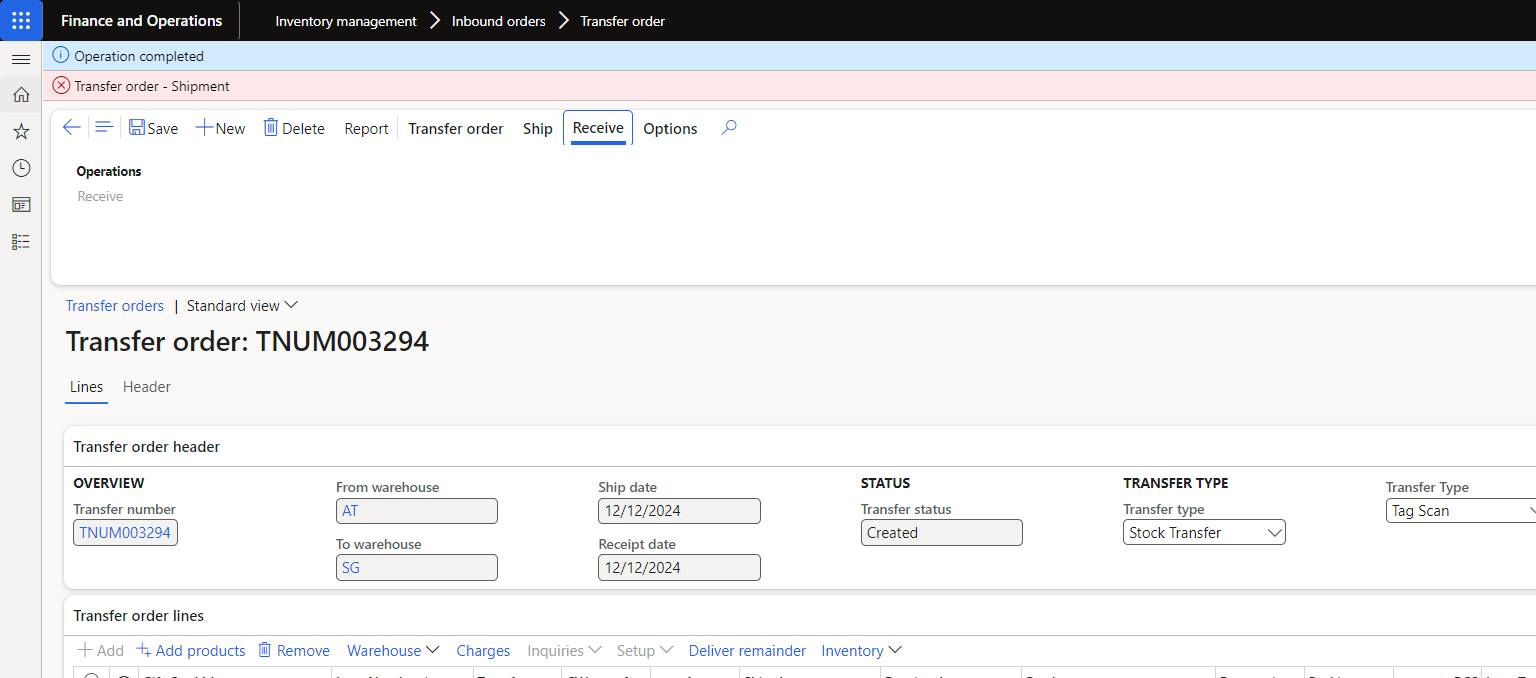 Finance and Operations Inventory management Inbound orders Transfer order
Operation completed
Transfer order - Shipment
Save New Delete Report Transfer order Ship Receive Options
Operations
Receive
Transfer orders | Standard view
Transfer order: TNUM003294
Lines Header
Transfer order header
OVERVIEW
Transfer number
TNUM003294
From warehouse
AT
To warehouse
SG
Ship date
12/12/2024
Receipt date
12/12/2024
STATUS
Transfer status
Created
TRANSFER TYPE
Transfer type
Stock Transfer
Transfer Type
Tag Scan
Transfer order lines
Add Add products Remove Warehouse Charges Inquiries Setup Deliver remainder Inventory